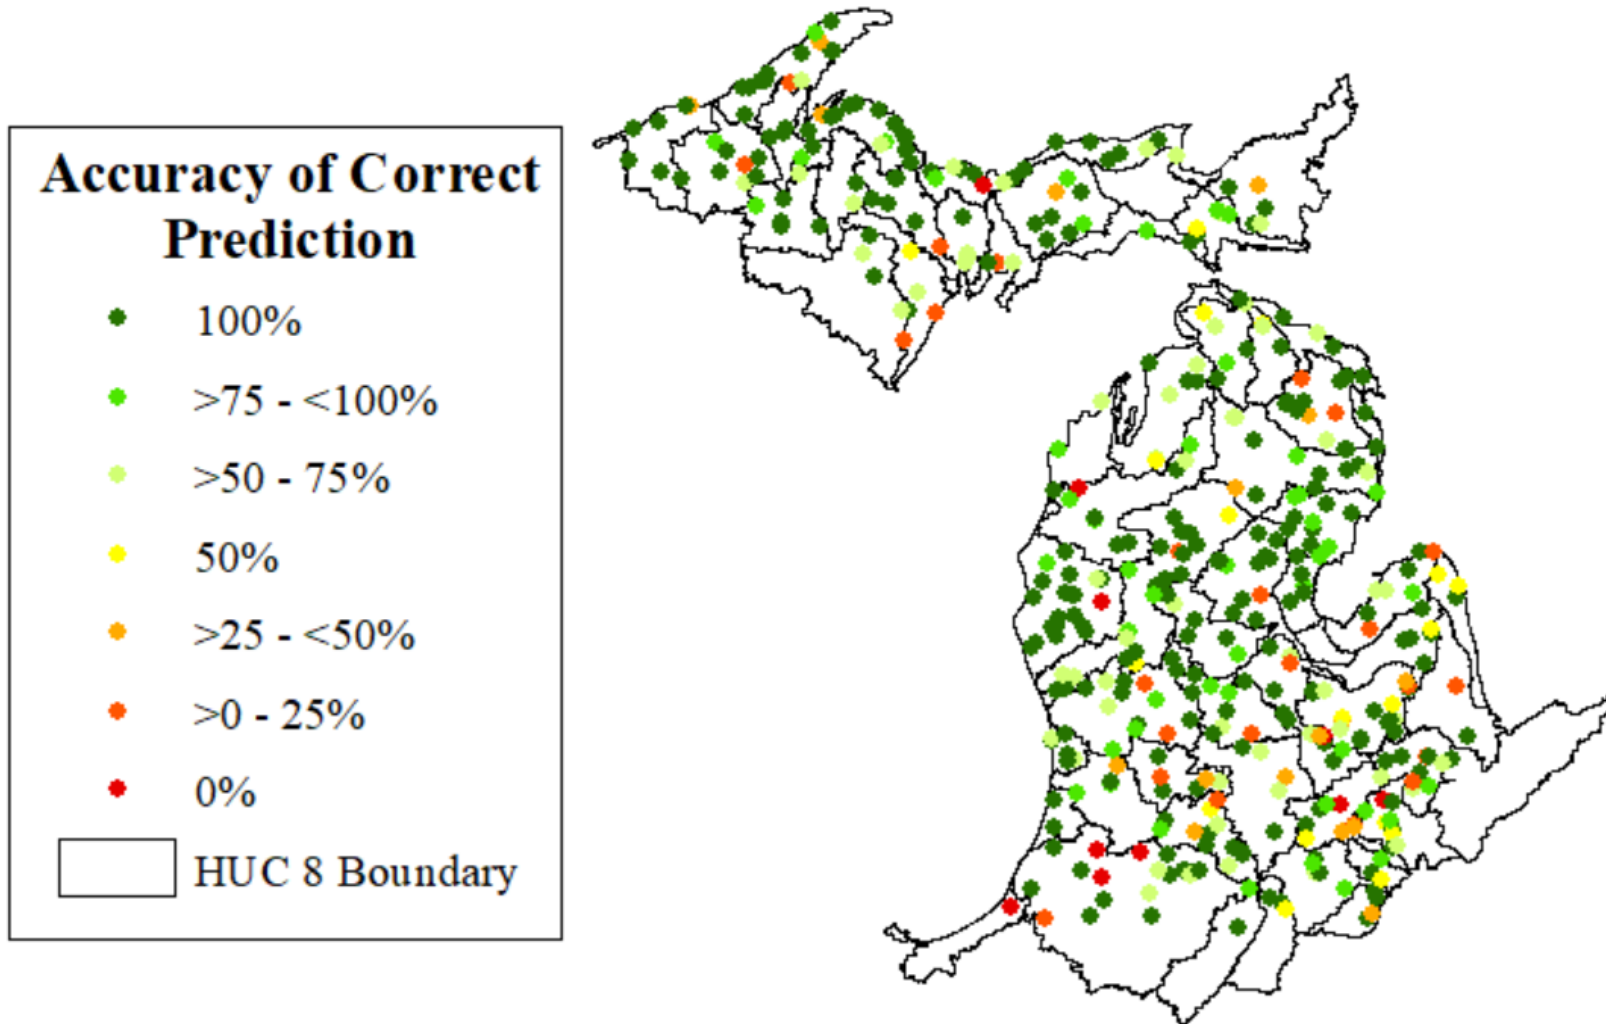 Accuracy of Correct
Prediction
100%
>75 - <100%
>50 - 75%
50%
>25 - <50%
>0 - 25%
0%
HUC 8 Boundary